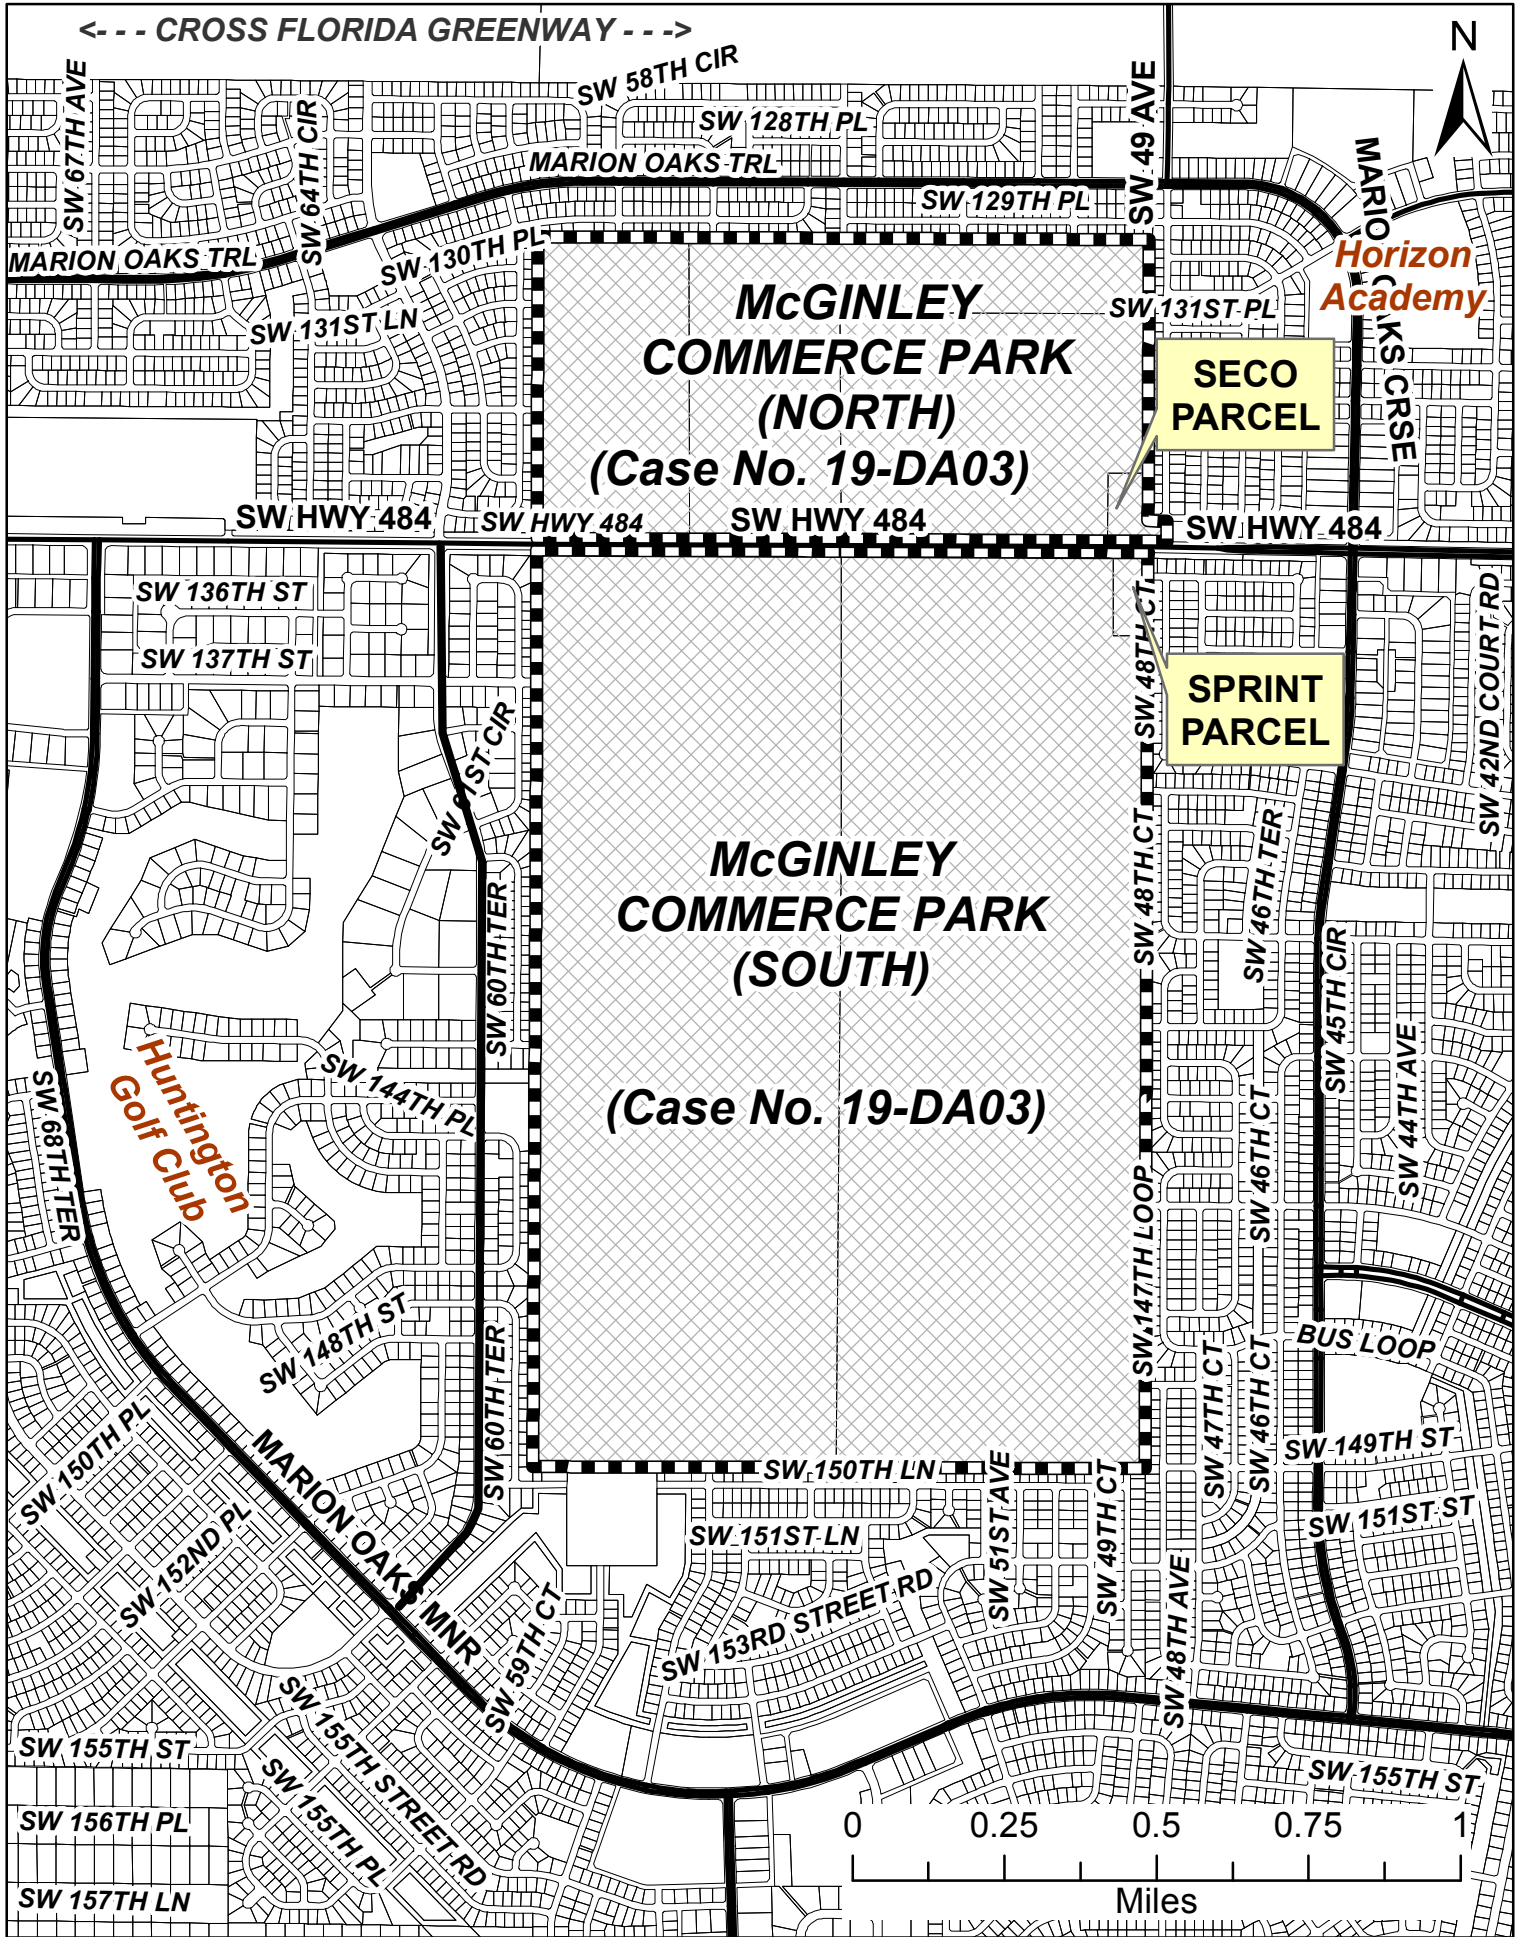 <- - - CROSS FLORIDA GREENWAY - - ->
N
SW 58TH CIR
SW 67TH AVE
SW 64TH CIR
SW 128TH PL
SW 49 AVE
MARION OAKS TRL
SW 129TH PL
MARION OAKS CRSE
MARION OAKS TRL
SW 130TH PL
Horizon
Academy
SW 131ST LN
SW 131ST PL
McGINLEY
COMMERCE PARK
(NORTH)
(Case No. 19-DA03)
SECO
PARCEL
SW HWY 484
SW HWY 484
SW HWY 484
SW HWY 484
SW 136TH ST
SW 137TH ST
SW 48TH CT
SPRINT
PARCEL
SW 42ND COURT RD
SW 61ST CIR
McGINLEY
COMMERCE PARK
(SOUTH)
(Case No. 19-DA03)
SW 60TH TER
SW 48TH CT
SW 46TH TER
SW 45TH CIR
SW 44TH AVE
Huntington
Golf Club
SW 144TH PL
SW 68TH TER
SW 46TH CT
SW 147TH LOOP
SW 148TH ST
SW 60TH TER
BUS LOOP
SW 47TH CT
SW 46TH CT
SW 149TH ST
SW 150TH PL
MARION OAKS MNR
SW 150TH LN
SW 51ST AVE
SW 49TH CT
SW 151ST ST
SW 152ND PL
SW 151ST LN
SW 153RD STREET RD
SW 59TH CT
SW 48TH AVE
SW 155TH ST
SW 155TH STREET RD
SW 155TH PL
SW 155TH ST
SW 156TH PL
SW 157TH LN
0 0.25 0.5 0.75 1
Miles